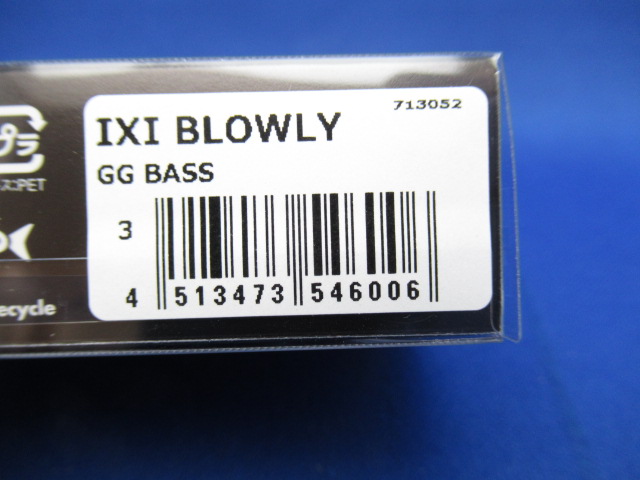 713052
IXI BLOWLY
GG BASS
3
4 513473 546006
プラ
PET
ecycle